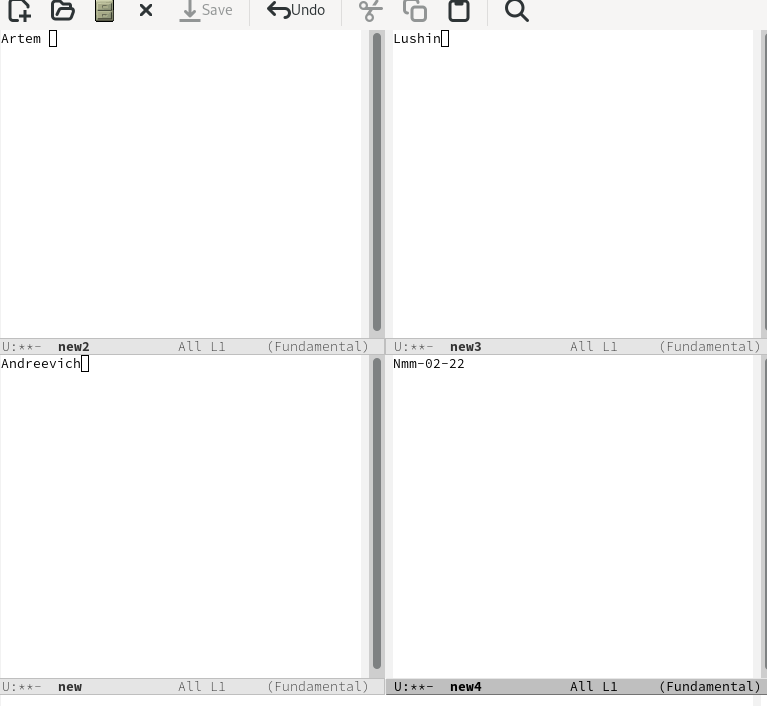 Save Undo
Artem
Lushin
U:**- new2 All L1 (Fundamental)
U:**- new3 All L1 (Fundamental)
Andreevich
Nmm-02-22
U:**- new All L1 (Fundamental)
U:**- new4 All L1 (Fundamental)